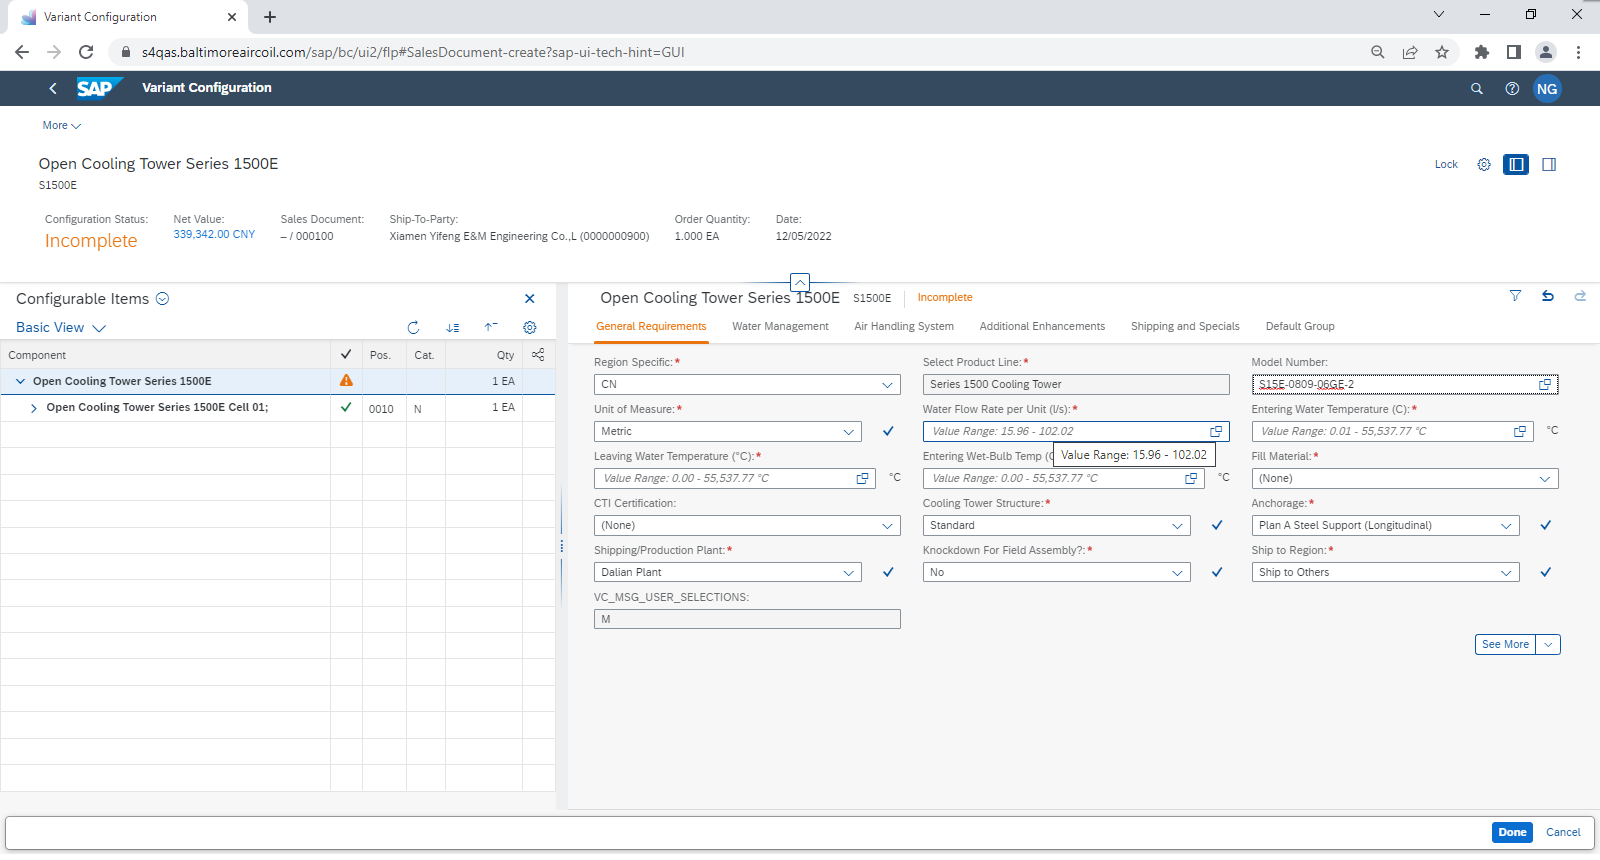 Variant Configuration
s4qas.baltimoreaircoil.com/sap/bc/ui2/flp#SalesDocument-create?sap-ui-tech-hint=GUI
SAP Variant Configuration NG
More
Open Cooling Tower Series 1500E
S1500E
Lock
Configuration Status: Net Value: Sales Document: Ship-To-Party: Order Quantity: Date:
Incomplete 339,342.00 CNY – / 000100 Xiamen Yifeng E&M Engineering Co.,L (0000000900) 1.000 EA 12/05/2022
Configurable Items
Basic View
Component Pos. Cat. Qty
Open Cooling Tower Series 1500E 1 EA
Open Cooling Tower Series 1500E Cell 01; 0010 N 1 EA
Open Cooling Tower Series 1500E S1500E Incomplete
General Requirements Water Management Air Handling System Additional Enhancements Shipping and Specials Default Group
Region Specific:* Select Product Line:* Model Number:
CN Series 1500 Cooling Tower S15E-0809-06GE-2
Unit of Measure:* Water Flow Rate per Unit (l/s):* Entering Water Temperature (C):*
Metric Value Range: 15.96 - 102.02 Value Range: 0.01 - 55,537.77 °C °C
Leaving Water Temperature (°C):* Entering Wet-Bulb Temp (C Value Range: 15.96 - 102.02 Fill Material:*
Value Range: 0.00 - 55,537.77 °C °C Value Range: 0.00 - 55,537.77 °C °C (None)
CTI Certification: Cooling Tower Structure:* Anchorage:*
(None) Standard Plan A Steel Support (Longitudinal)
Shipping/Production Plant:* Knockdown For Field Assembly?:* Ship to Region:*
Dalian Plant No Ship to Others
VC_MSG_USER_SELECTIONS:
M
See More
Done Cancel